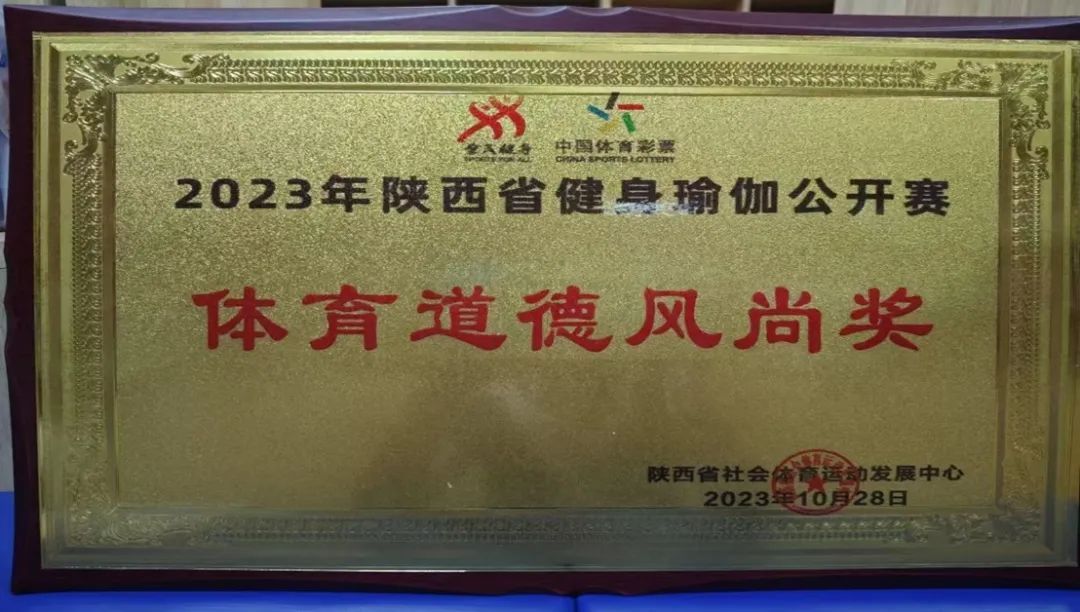 全民健身 中国体育彩票
SPORTS FOR ALL CHINA SPORTS LOTTERY
2023年陕西省健身瑜伽公开赛
体育道德风尚奖
陕西省社会体育运动发展中心
2023年10月28日